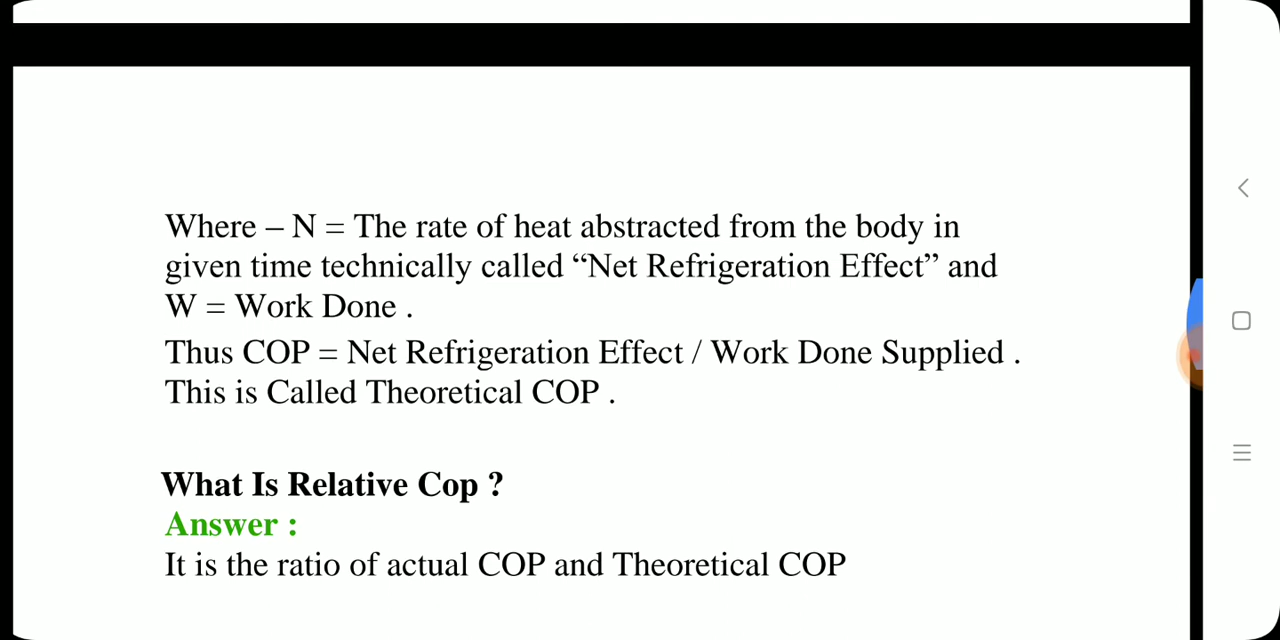 Where – N = The rate of heat abstracted from the body in
given time technically called “Net Refrigeration Effect” and
W = Work Done .
Thus COP = Net Refrigeration Effect / Work Done Supplied .
This is Called Theoretical COP .
What Is Relative Cop ?
Answer :
It is the ratio of actual COP and Theoretical COP